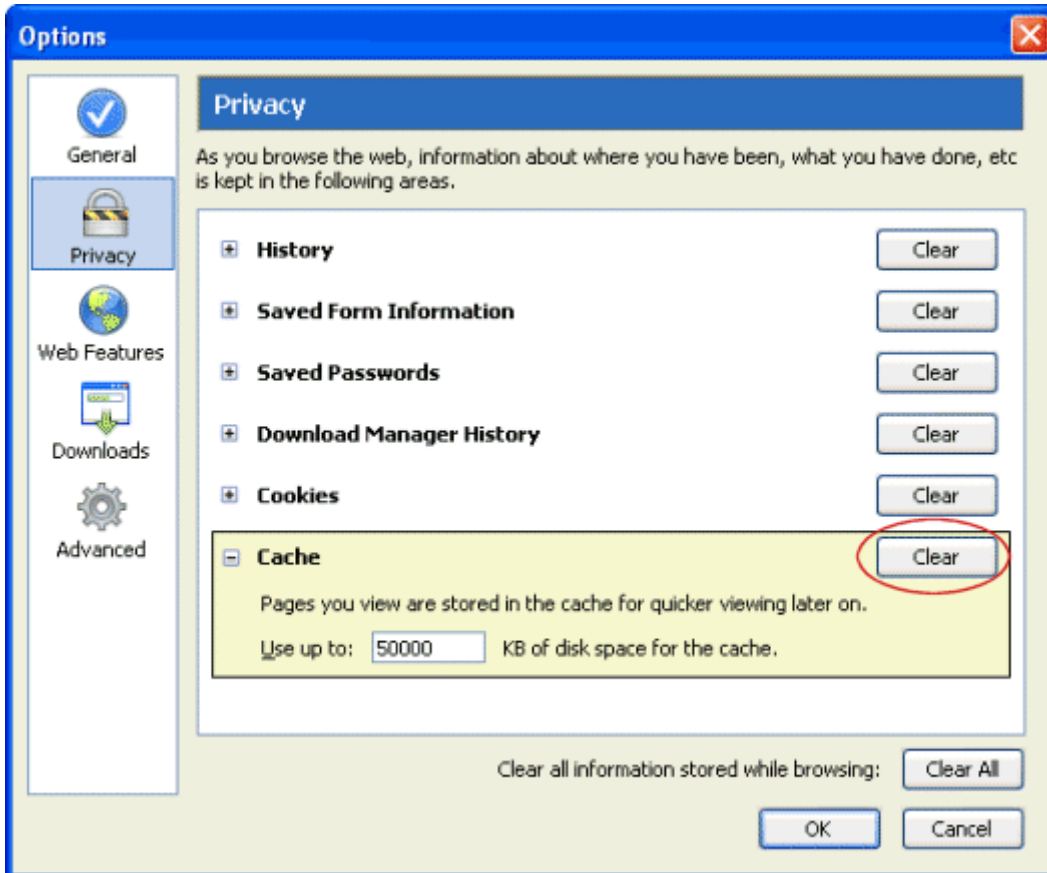 Options
General
Privacy
Web Features
Downloads
Advanced
Privacy
As you browse the web, information about where you have been, what you have done, etc
is kept in the following areas.
History Clear
Saved Form Information Clear
Saved Passwords Clear
Download Manager History Clear
Cookies Clear
Cache Clear
Pages you view are stored in the cache for quicker viewing later on.
Use up to: 50000 KB of disk space for the cache.
Clear all information stored while browsing: Clear All
OK Cancel